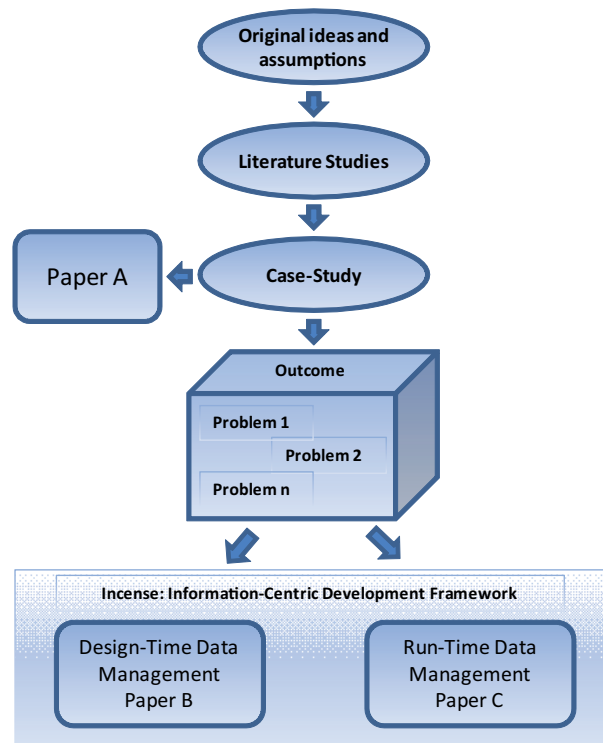 Original ideas and
assumptions
Literature Studies
Paper A
Case-Study
Outcome
Problem 1
Problem 2
Problem n
Incense: Information-Centric Development Framework
Design-Time Data
Management
Paper B
Run-Time Data
Management
Paper C